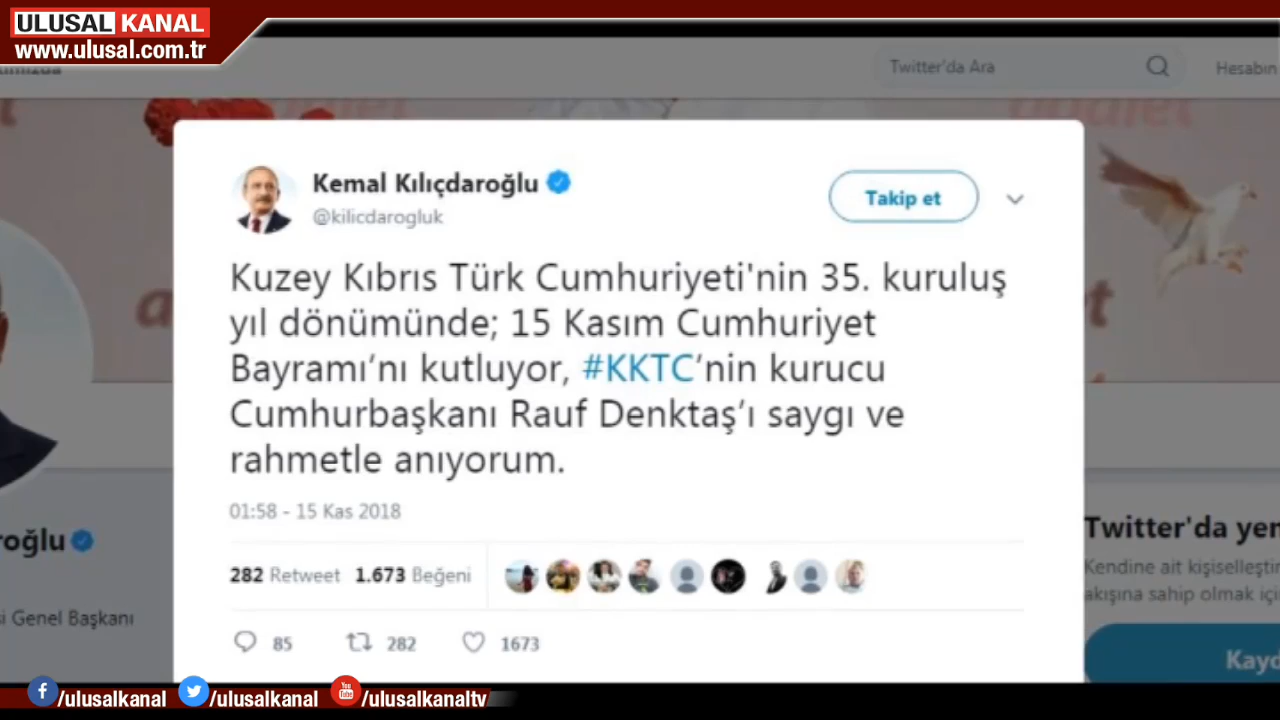 ULUSAL KANAL
www.ulusal.com.tr
Twitter'da Ara
Hesabın
Kemal Kılıçdaroğlu
@kilicdarogluk
Takip et
Kuzey Kıbrıs Türk Cumhuriyeti'nin 35. kuruluş
yıl dönümünde; 15 Kasım Cumhuriyet
Bayramı’nı kutluyor, #KKTC’nin kurucu
Cumhurbaşkanı Rauf Denktaş’ı saygı ve
rahmetle anıyorum.
01:58 - 15 Kas 2018
282 Retweet 1.673 Beğeni
85 282 1673
roğlu
si Genel Başkanı
Twitter'da yen
Kendine ait kişiselleştir
akışına sahip olmak için
Kayd
/ulusalkanal /ulusalkanal /ulusalkanaltv